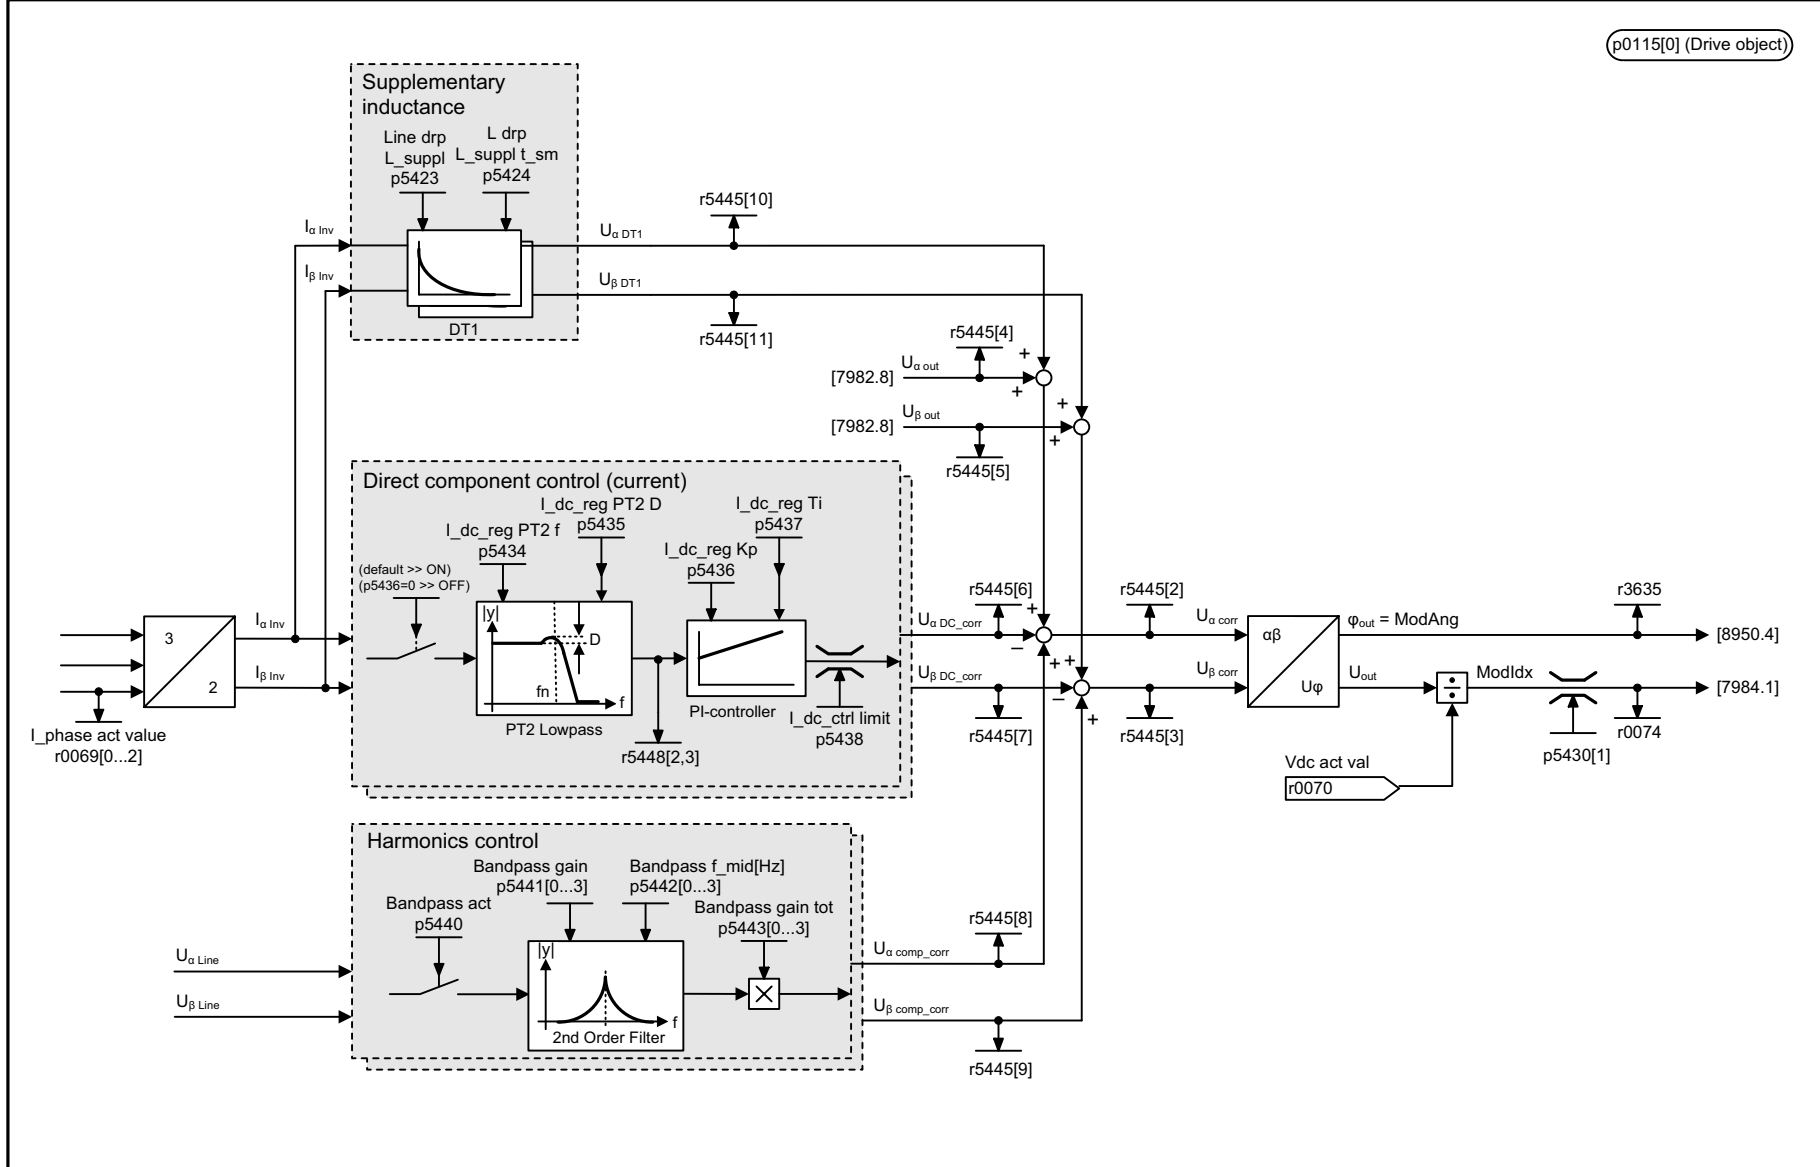 p0115[0] (Drive object)
Supplementary
inductance
Line drp
L_suppl
p5423
L drp
L_suppl t_sm
p5424
DT1
Iα Inv
Iβ Inv
Uα DT1
Uβ DT1
r5445[10]
r5445[11]
r5445[4]
[7982.8]
Uα out
+
+
[7982.8]
Uβ out
+
+
r5445[5]
Direct component control (current)
I_dc_reg PT2 f
p5434
I_dc_reg PT2 D
p5435
I_dc_reg Kp
p5436
I_dc_reg Ti
p5437
(default >> ON)
(p5436=0 >> OFF)
|y|
D
fn
f
PT2 Lowpass
r5448[2,3]
PI-controller
I_dc_ctrl limit
p5438
3
2
Iα Inv
Iβ Inv
I_phase act value
r0069[0...2]
Uα DC_corr
Uβ DC_corr
r5445[6]
r5445[7]
+
–
+
+
–
+
r5445[2]
r5445[3]
Uα corr
Uβ corr
αβ
Uφ
φout = ModAng
Uout
r3635
[8950.4]
÷
ModIdx
[7984.1]
r0074
p5430[1]
Vdc act val
r0070
Harmonics control
Bandpass act
p5440
Bandpass gain
p5441[0...3]
Bandpass f_mid[Hz]
p5442[0...3]
Bandpass gain tot
p5443[0...3]
|y|
f
2nd Order Filter
Uα Line
Uβ Line
Uα comp_corr
Uβ comp_corr
r5445[8]
r5445[9]